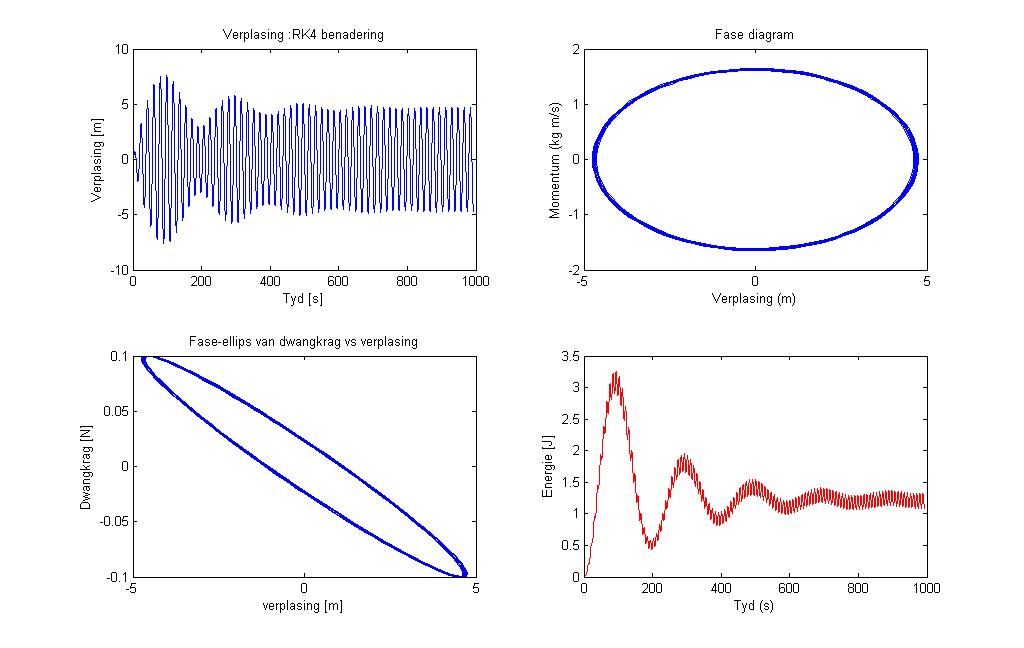 Verplasing :RK4 benadering
10
5
0
-5
-10
Verplasing [m]
0 200 400 600 800 1000
Tyd [s]
Fase diagram
2
1
0
-1
-2
Momentum (kg m/s)
-5 0 5
Verplasing (m)
Fase-ellips van dwangkrag vs verplasing
0.1
0.05
0
-0.05
-0.1
Dwangkrag [N]
-5 0 5
verplasing [m]
3.5
3
2.5
2
1.5
1
0.5
0
Energie [J]
0 200 400 600 800 1000
Tyd (s)